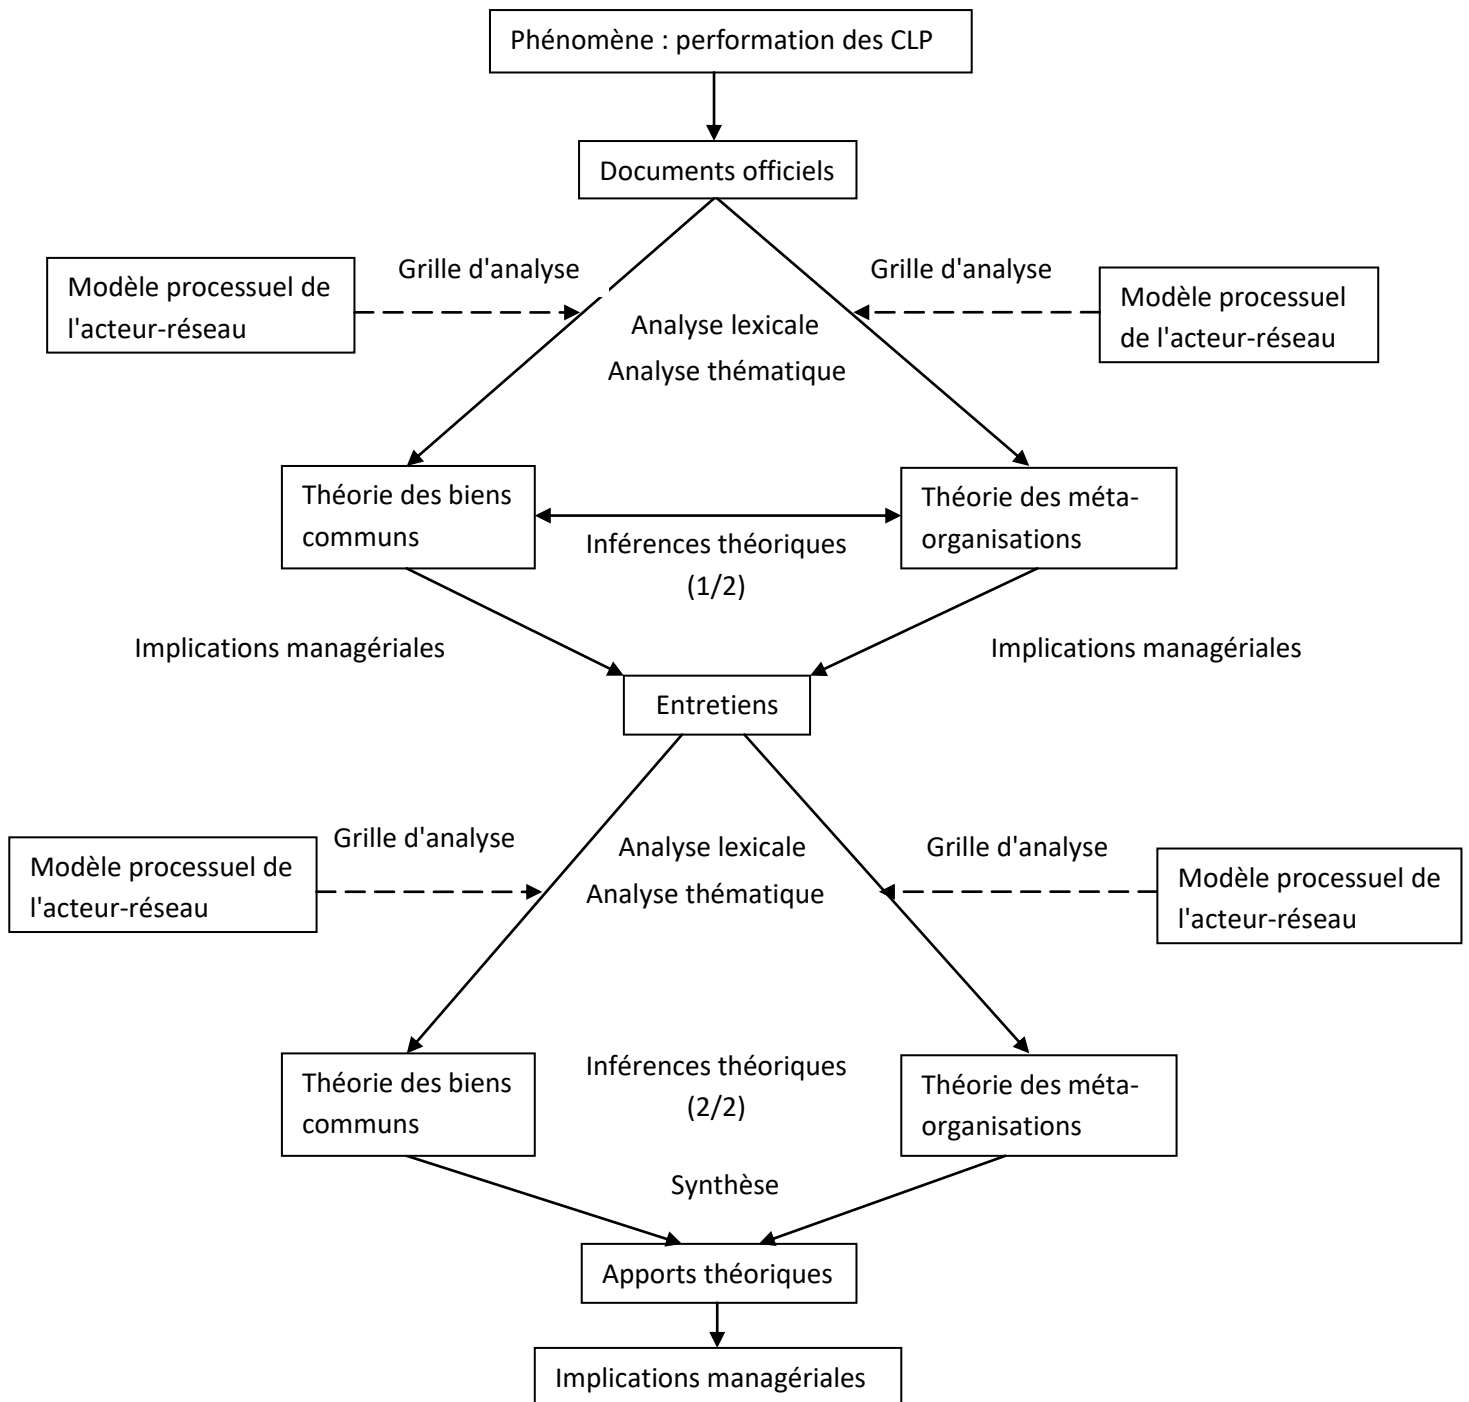 Phénomène : performation des CLP
Documents officiels
Grille d'analyse
Grille d'analyse
Modèle processuel de
l'acteur-réseau
Modèle processuel
de l'acteur-réseau
Analyse lexicale
Analyse thématique
Théorie des biens
communs
Théorie des méta-
organisations
Inférences théoriques
(1/2)
Implications managériales
Implications managériales
Entretiens
Grille d'analyse
Analyse lexicale
Analyse thématique
Grille d'analyse
Modèle processuel de
l'acteur-réseau
Modèle processuel de
l'acteur-réseau
Théorie des biens
communs
Inférences théoriques
(2/2)
Théorie des méta-
organisations
Synthèse
Apports théoriques
Implications managériales